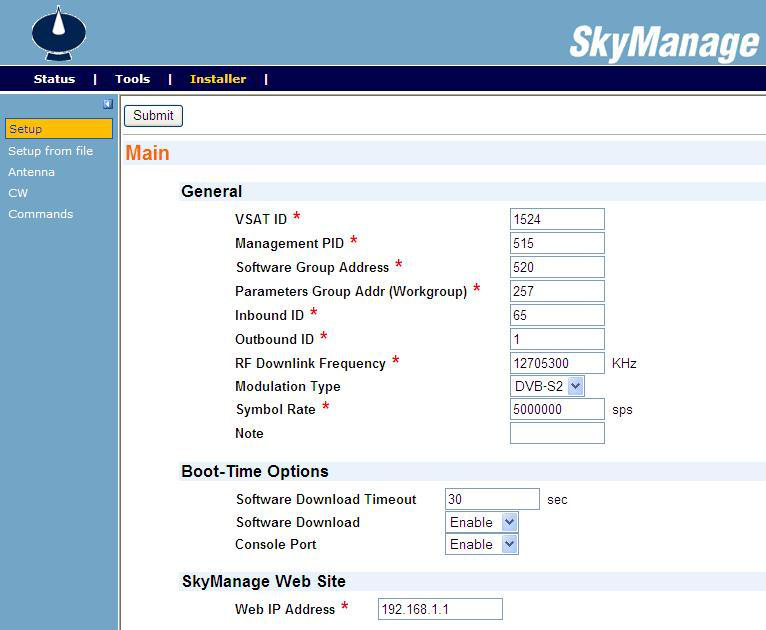 SkyManage
Status | Tools | Installer |
Setup
Setup from file
Antenna
CW
Commands
Submit
Main
General
VSAT ID * 1524
Management PID * 515
Software Group Address * 520
Parameters Group Addr (Workgroup) * 257
Inbound ID * 65
Outbound ID * 1
RF Downlink Frequency * 12705300 KHz
Modulation Type DVB-S2
Symbol Rate * 5000000 sps
Note
Boot-Time Options
Software Download Timeout 30 sec
Software Download Enable
Console Port Enable
SkyManage Web Site
Web IP Address * 192.168.1.1